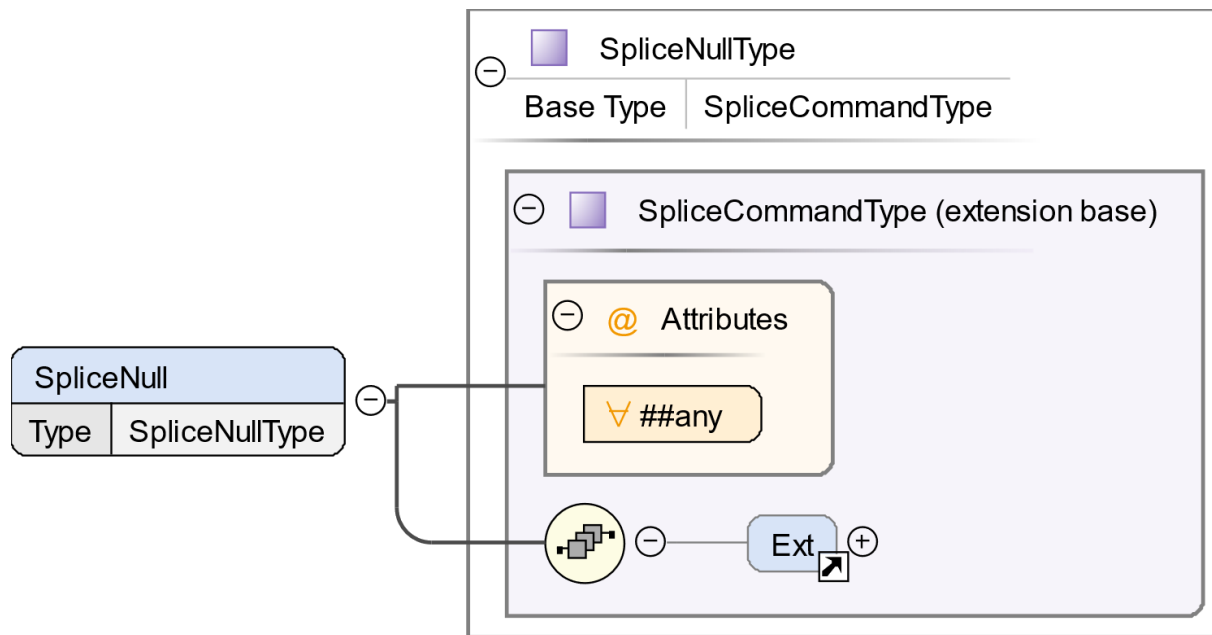 SpliceNullType
Base Type SpliceCommandType
SpliceCommandType (extension base)
@ Attributes
∀ ##any
SpliceNull
Type SpliceNullType
Ext